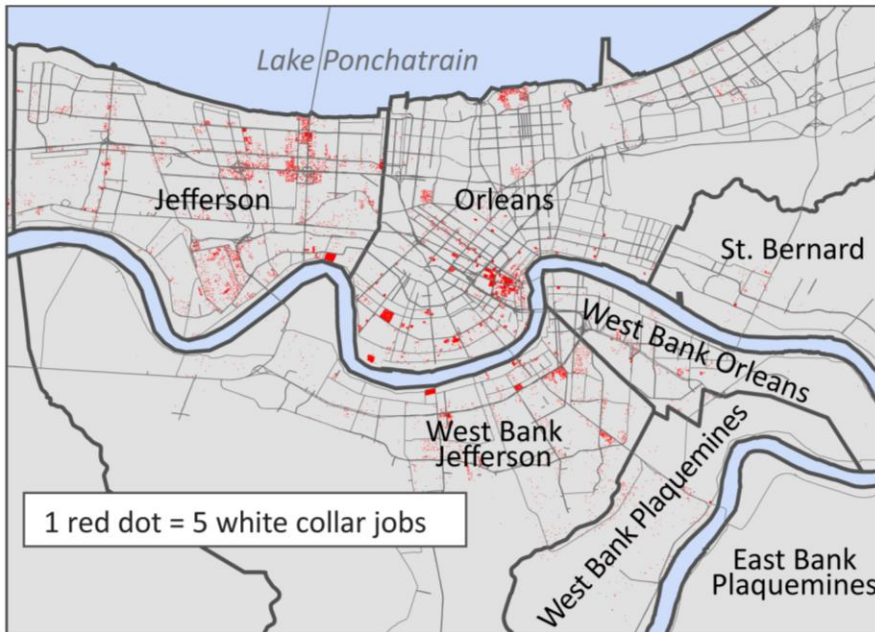 Lake Ponchatrain
Jefferson
Orleans
St. Bernard
West Bank Orleans
West Bank
Jefferson
West Bank Plaquemines
1 red dot = 5 white collar jobs
East Bank
Plaquemines